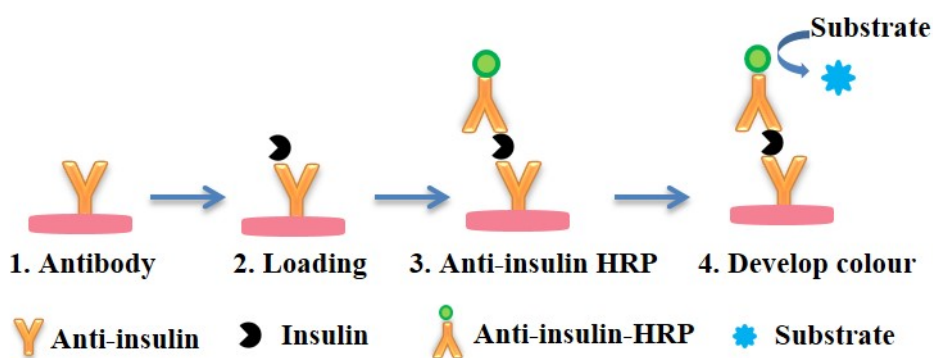 Substrate
1. Antibody
2. Loading
3. Anti-insulin HRP
4. Develop colour
Anti-insulin
Insulin
Anti-insulin-HRP
Substrate